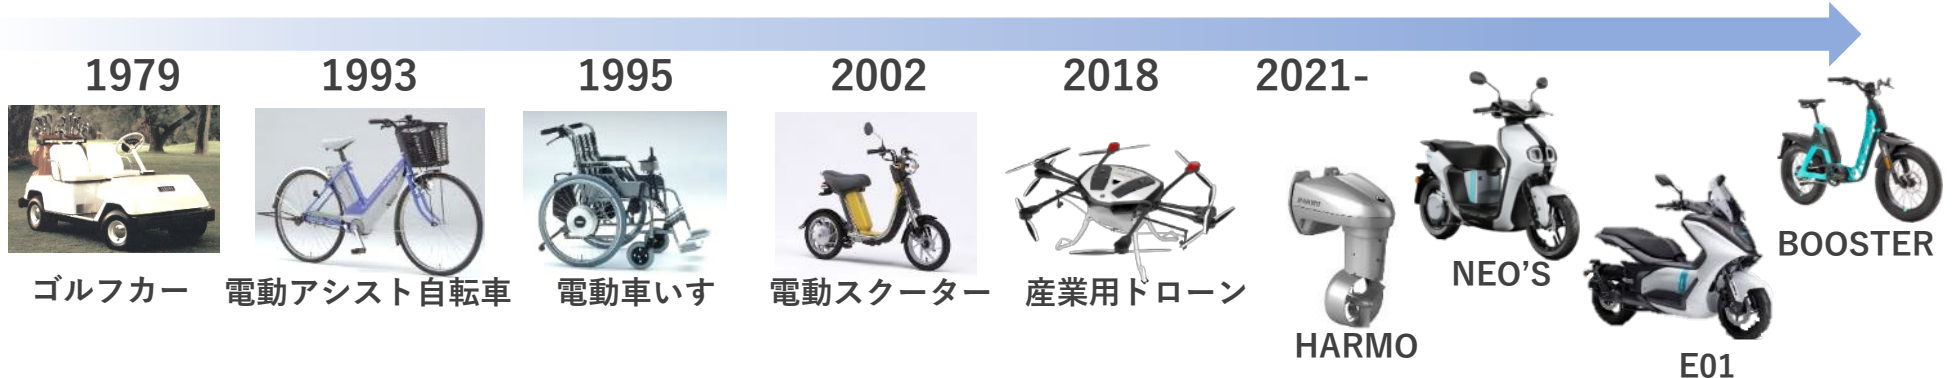 1979
1993
1995
2002
2018
2021-
ゴルフカー
電動アシスト自転車
電動車いす
電動スクーター
産業用ドローン
HARMO
HARMO
NEO’S
E01
BOOSTER